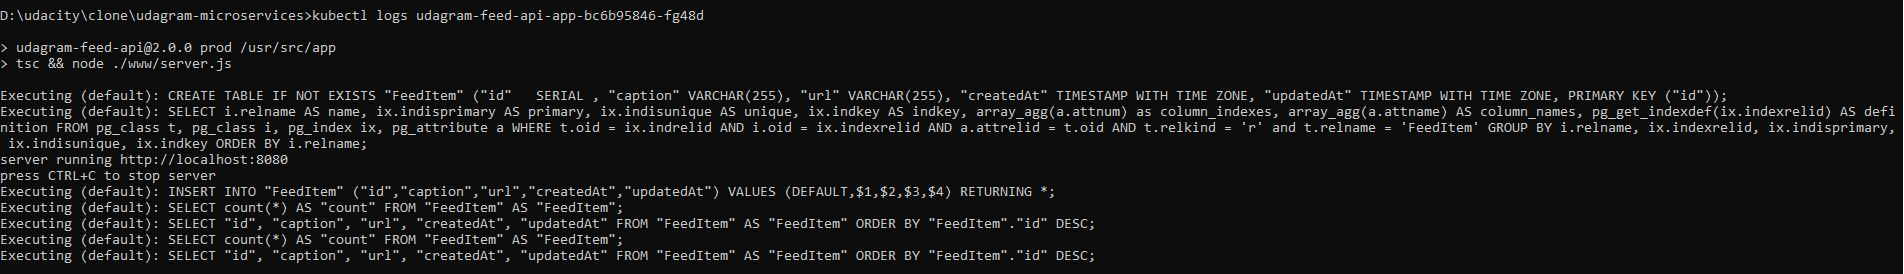 D:\udacity\clone\udagram-microservices>kubectl logs udagram-feed-api-app-bc6b95846-fg48d
> udagram-feed-api@2.0.0 prod /usr/src/app
> tsc && node ./www/server.js
Executing (default): CREATE TABLE IF NOT EXISTS "FeedItem" ("id"   SERIAL , "caption" VARCHAR(255), "url" VARCHAR(255), "createdAt" TIMESTAMP WITH TIME ZONE, "updatedAt" TIMESTAMP WITH TIME ZONE, PRIMARY KEY ("id"));
Executing (default): SELECT i.relname AS name, ix.indisprimary AS primary, ix.indisunique AS unique, ix.indkey AS indkey, array_agg(a.attnum) as column_indexes, array_agg(a.attname) AS column_names, pg_get_indexdef(ix.indexrelid) AS defi
nition FROM pg_class t, pg_class i, pg_index ix, pg_attribute a WHERE t.oid = ix.indrelid AND i.oid = ix.indexrelid AND a.attrelid = t.oid AND t.relkind = 'r' and t.relname = 'FeedItem' GROUP BY i.relname, ix.indexrelid, ix.indisprimary,
 ix.indisunique, ix.indkey ORDER BY i.relname;
server running http://localhost:8080
press CTRL+C to stop server
Executing (default): INSERT INTO "FeedItem" ("id","caption","url","createdAt","updatedAt") VALUES (DEFAULT,$1,$2,$3,$4) RETURNING *;
Executing (default): SELECT count(*) AS "count" FROM "FeedItem" AS "FeedItem";
Executing (default): SELECT "id", "caption", "url", "createdAt", "updatedAt" FROM "FeedItem" AS "FeedItem" ORDER BY "FeedItem"."id" DESC;
Executing (default): SELECT count(*) AS "count" FROM "FeedItem" AS "FeedItem";
Executing (default): SELECT "id", "caption", "url", "createdAt", "updatedAt" FROM "FeedItem" AS "FeedItem" ORDER BY "FeedItem"."id" DESC;